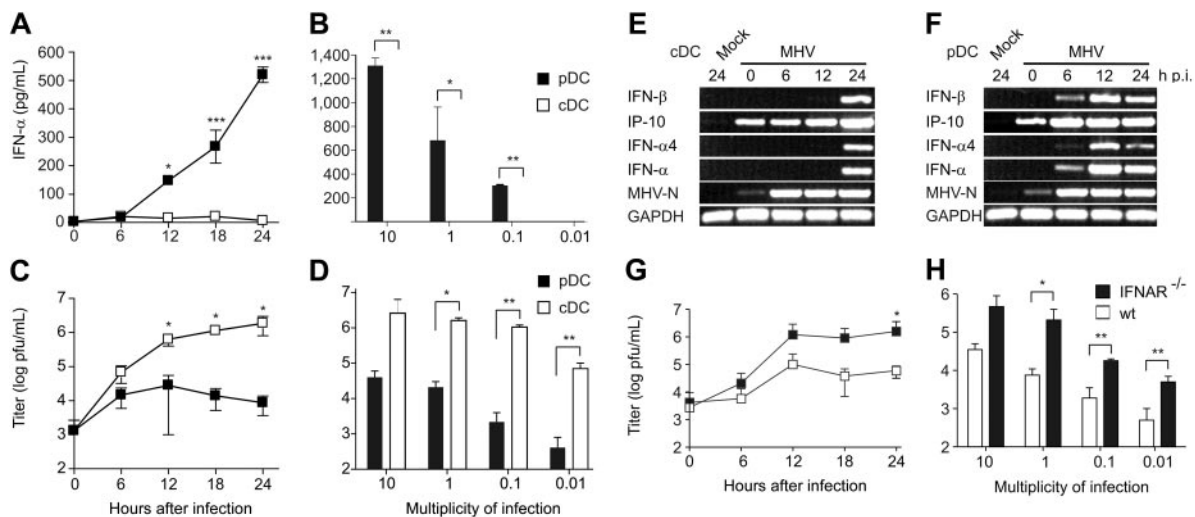 A
IFN-α (pg/mL)
600
500
400
300
200
100
0
***
***
*
0 6 12 18 24
B
1,400
1,200
1,000
800
600
400
200
**
*
**
pDC
cDC
10 1 0.1 0.01
C
Titer (log pfu/mL)
7
6
5
4
3
2
* * *
0 6 12 18 24
Hours after infection
D
7
6
5
4
3
2
*
**
**
pDC
cDC
10 1 0.1 0.01
Multiplicity of infection
E
cDC Mock MHV
24 0 6 12 24 h p.i.
IFN-β
IP-10
IFN-α4
IFN-α
MHV-N
GAPDH
F
pDC Mock MHV
24 0 6 12 24 h p.i.
IFN-β
IP-10
IFN-α4
IFN-α
MHV-N
GAPDH
G
Titer (log pfu/mL)
7
6
5
4
3
2
1
*
0 6 12 18 24
Hours after infection
H
6
5
4
3
2
*
**
**
IFNAR -/-
wt
10 1 0.1 0.01
Multiplicity of infection